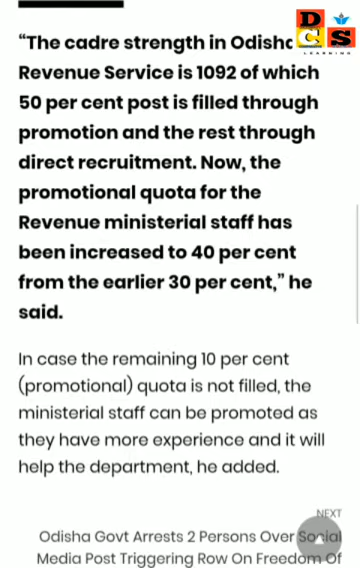 D
C S
LEARNING
“The cadre strength in Odisha
Revenue Service is 1092 of which
50 per cent post is filled through
promotion and the rest through
direct recruitment. Now, the
promotional quota for the
Revenue ministerial staff has
been increased to 40 per cent
from the earlier 30 per cent,” he
said.
In case the remaining 10 per cent
(promotional) quota is not filled, the
ministerial staff can be promoted as
they have more experience and it will
help the department, he added.
NEXT
Odisha Govt Arrests 2 Persons Over Social
Media Post Triggering Row On Freedom Of